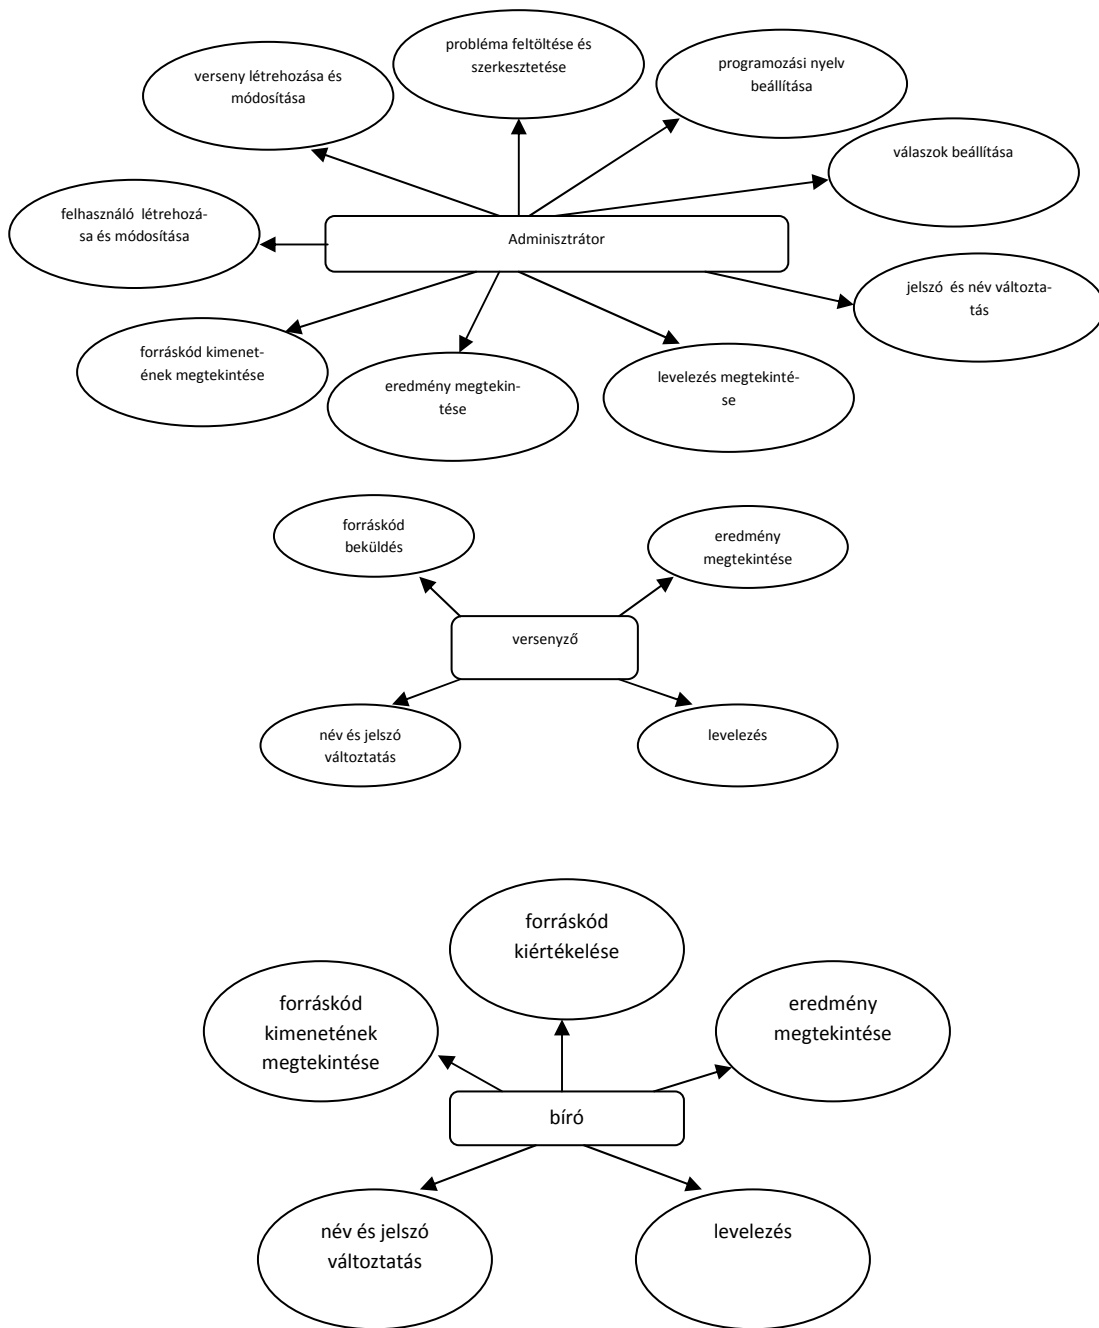 probléma feltöltése és
szerkesztetése
verseny létrehozása és
módosítása
programozási nyelv
beállítása
válaszok beállítása
felhasználó létrehozá-
sa és módosítása
Adminisztrátor
jelszó és név változta-
tás
forráskód kimenet-
ének megtekintése
eredmény megtekin-
tése
levelezés megtekinté-
se
forráskód
beküldés
eredmény
megtekintése
versenyző
név és jelszó
változtatás
levelezés
forráskód
kiértékelése
forráskód
kimenetének
megtekintése
eredmény
megtekintése
bíró
név és jelszó
változtatás
levelezés